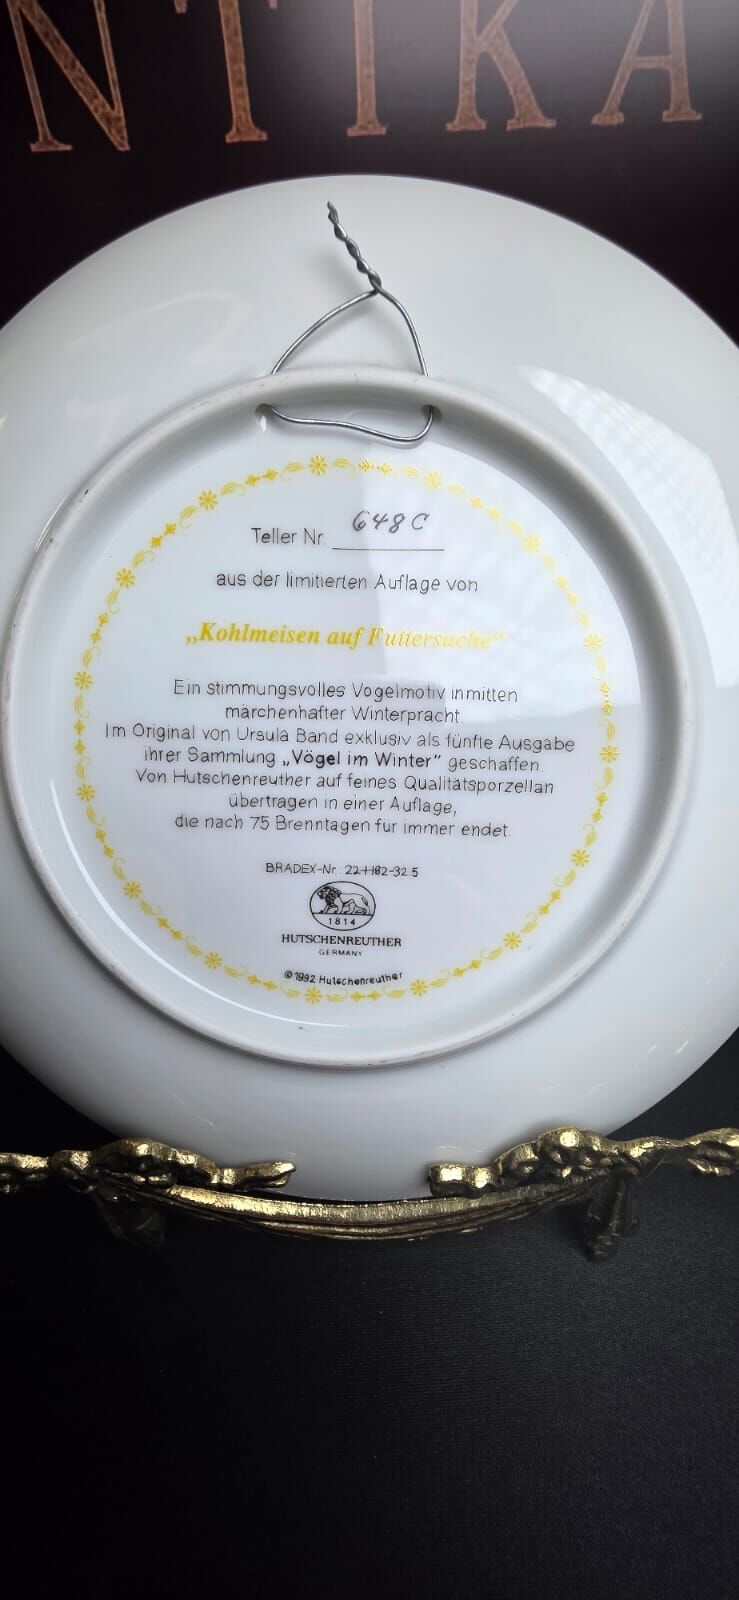 NTIKA
Teller Nr. 648 C
aus der limitierten Auflage von
„Kohlmeisen auf Futtersuche“
Ein stimmungsvolles Vogelmotiv inmitten
märchenhafter Winterpracht.
Im Original von Ursula Band exklusiv als fünfte Ausgabe
ihrer Sammlung „Vögel im Winter“ geschaffen.
Von Hutschenreuther auf feines Qualitätsporzellan
übertragen in einer Auflage,
die nach 75 Brenntagen für immer endet.
BRADEX-Nr.: 22-H82-32.5
1814
HUTSCHENREUTHER
GERMANY
© 1992 Hutschenreuther